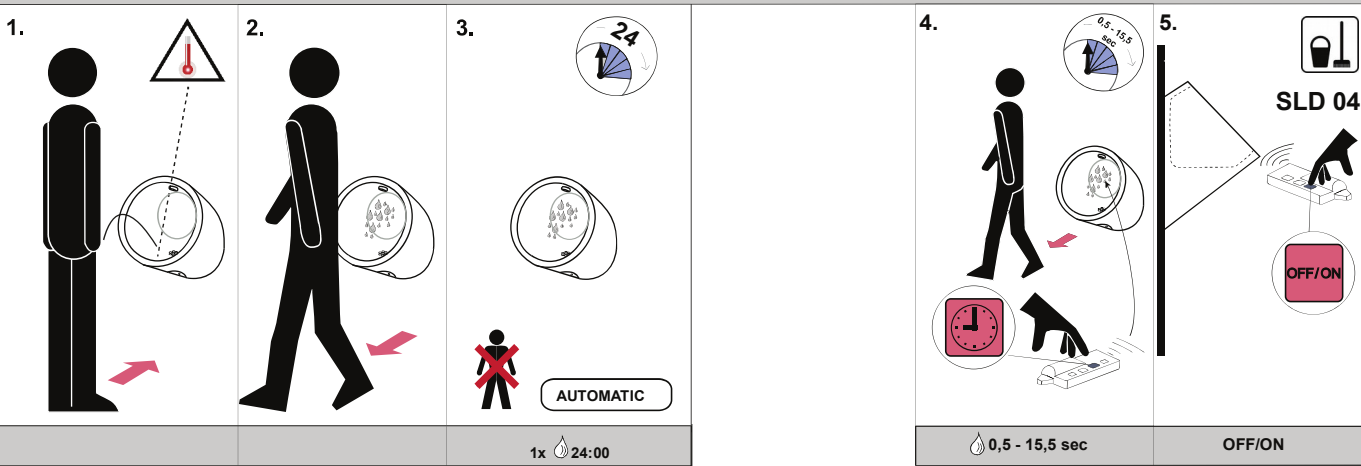 1.
2.
3.
24
AUTOMATIC
1x 24:00
4.
0,5 - 15,5
sec
0,5 - 15,5 sec
5.
SLD 04
OFF/ON
OFF/ON